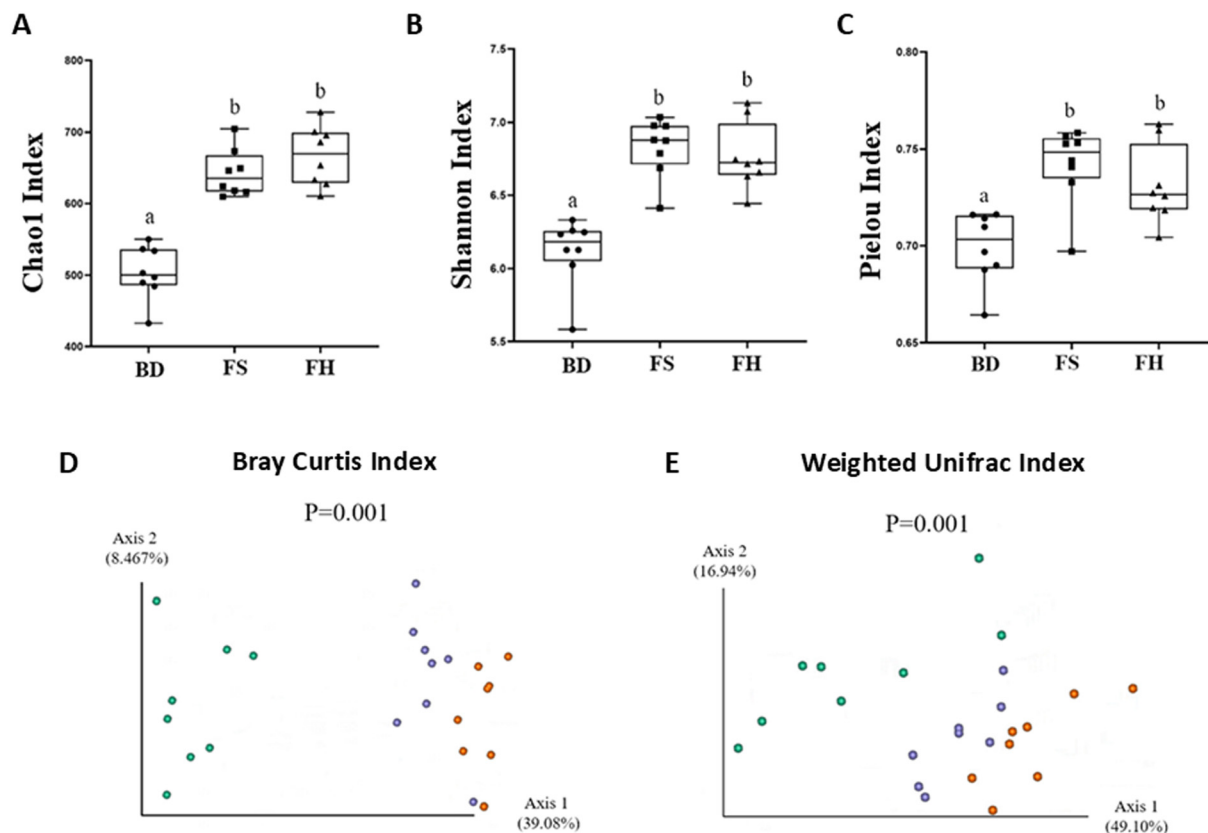 A
B
C
800
700
600
500
400
Chao1 Index
a
b
b
BD
FS
FH
7.5
7.0
6.5
6.0
5.5
Shannon Index
a
b
b
BD
FS
FH
0.80
0.75
0.70
0.65
Pielou Index
a
b
b
BD
FS
FH
D
Bray Curtis Index
P=0.001
Axis 2
(8.467%)
Axis 1
(39.08%)
E
Weighted Unifrac Index
P=0.001
Axis 2
(16.94%)
Axis 1
(49.10%)